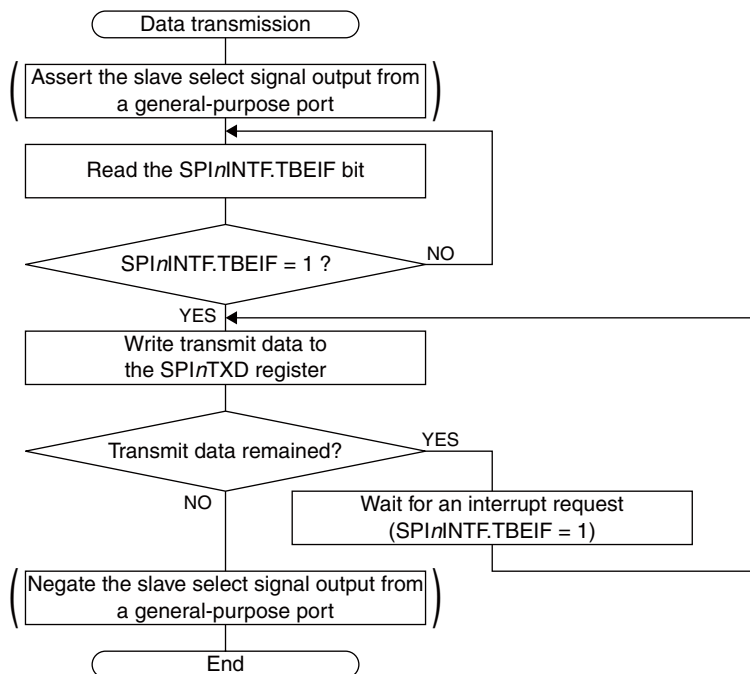 Data transmission
Assert the slave select signal output from
a general-purpose port
Read the SPInINTF.TBEIF bit
SPInINTF.TBEIF = 1 ?
NO
YES
Write transmit data to
the SPInTXD register
Transmit data remained?
YES
NO
Wait for an interrupt request
(SPInINTF.TBEIF = 1)
Negate the slave select signal output from
a general-purpose port
End